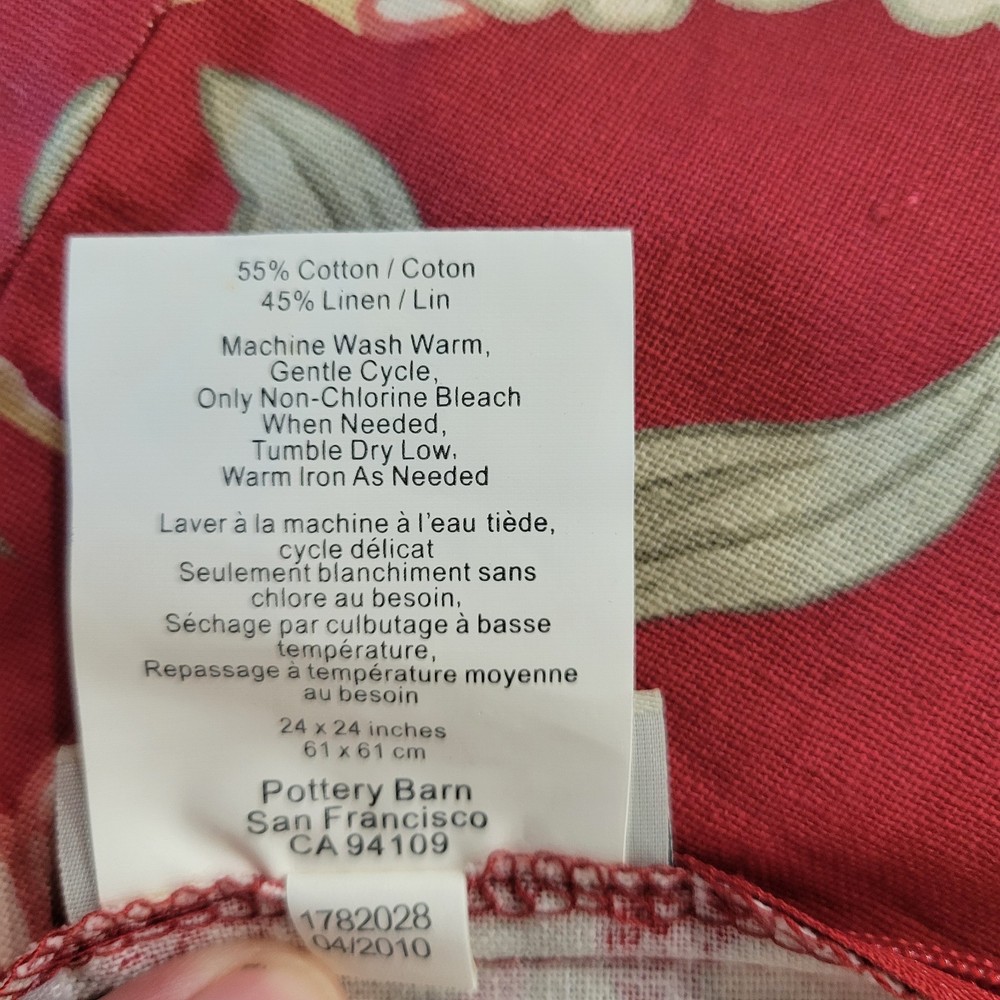 55% Cotton / Coton
45% Linen / Lin
Machine Wash Warm,
Gentle Cycle,
Only Non-Chlorine Bleach
When Needed,
Tumble Dry Low,
Warm Iron As Needed
Laver à la machine à l'eau tiède,
cycle délicat
Seulement blanchiment sans
chlore au besoin,
Séchage par culbutage à basse
température,
Repassage à température moyenne
au besoin
24 x 24 inches
61 x 61 cm
Pottery Barn
San Francisco
CA 94109
1782028
04/2010